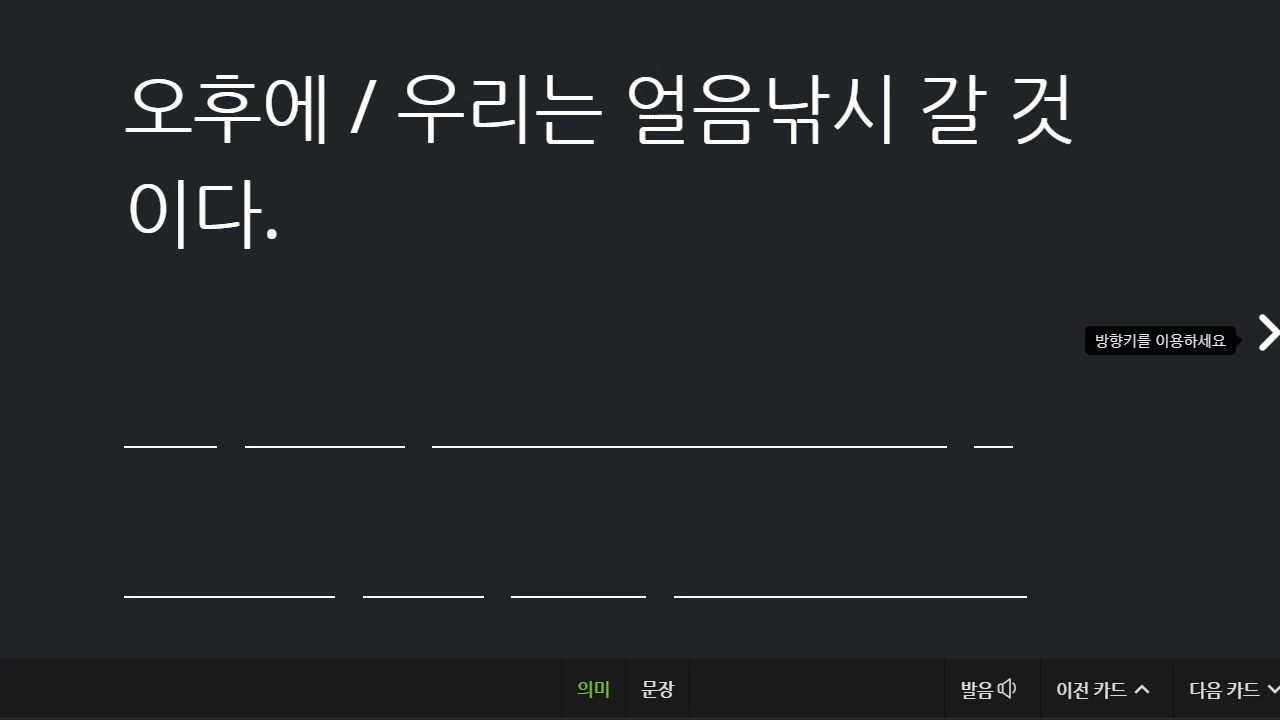 오후에 / 우리는 얼음낚시 갈 것
이다.
방향키를 이용하세요
의미 문장 발음 이전 카드 다음 카드